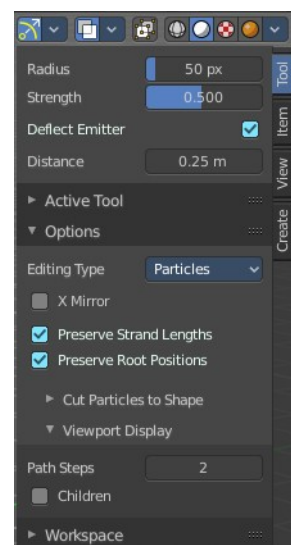 Radius 50 px
Strength 0.500
Deflect Emitter
Distance 0.25 m
Active Tool
Options
Editing Type Particles
X Mirror
Preserve Strand Lengths
Preserve Root Positions
Cut Particles to Shape
Viewport Display
Path Steps 2
Children
Workspace
Tool
Item
View
Create